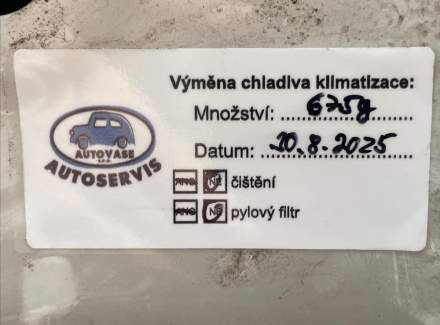 Výměna chladiva klimatizace:
Množství: 675g
Datum: 20.8.2025
ANO NE čištění
ANO NE pylový filtr
AUTOVASE
s.r.o.
AUTOSERVIS